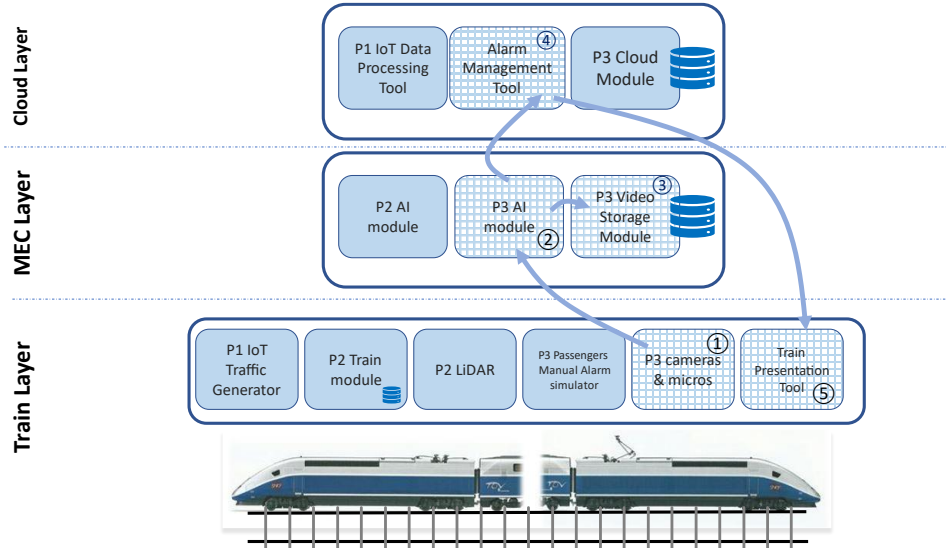 Cloud Layer
P1 IoT Data
Processing
Tool
④
Alarm
Management
Tool
P3 Cloud
Module
MEC Layer
P2 AI
module
P3 AI
module
②
③
P3 Video
Storage
Module
Train Layer
P1 IoT
Traffic
Generator
P2 Train
module
P2 LiDAR
P3 Passengers
Manual Alarm
simulator
①
P3 cameras
& micros
Train
Presentation
Tool
⑤